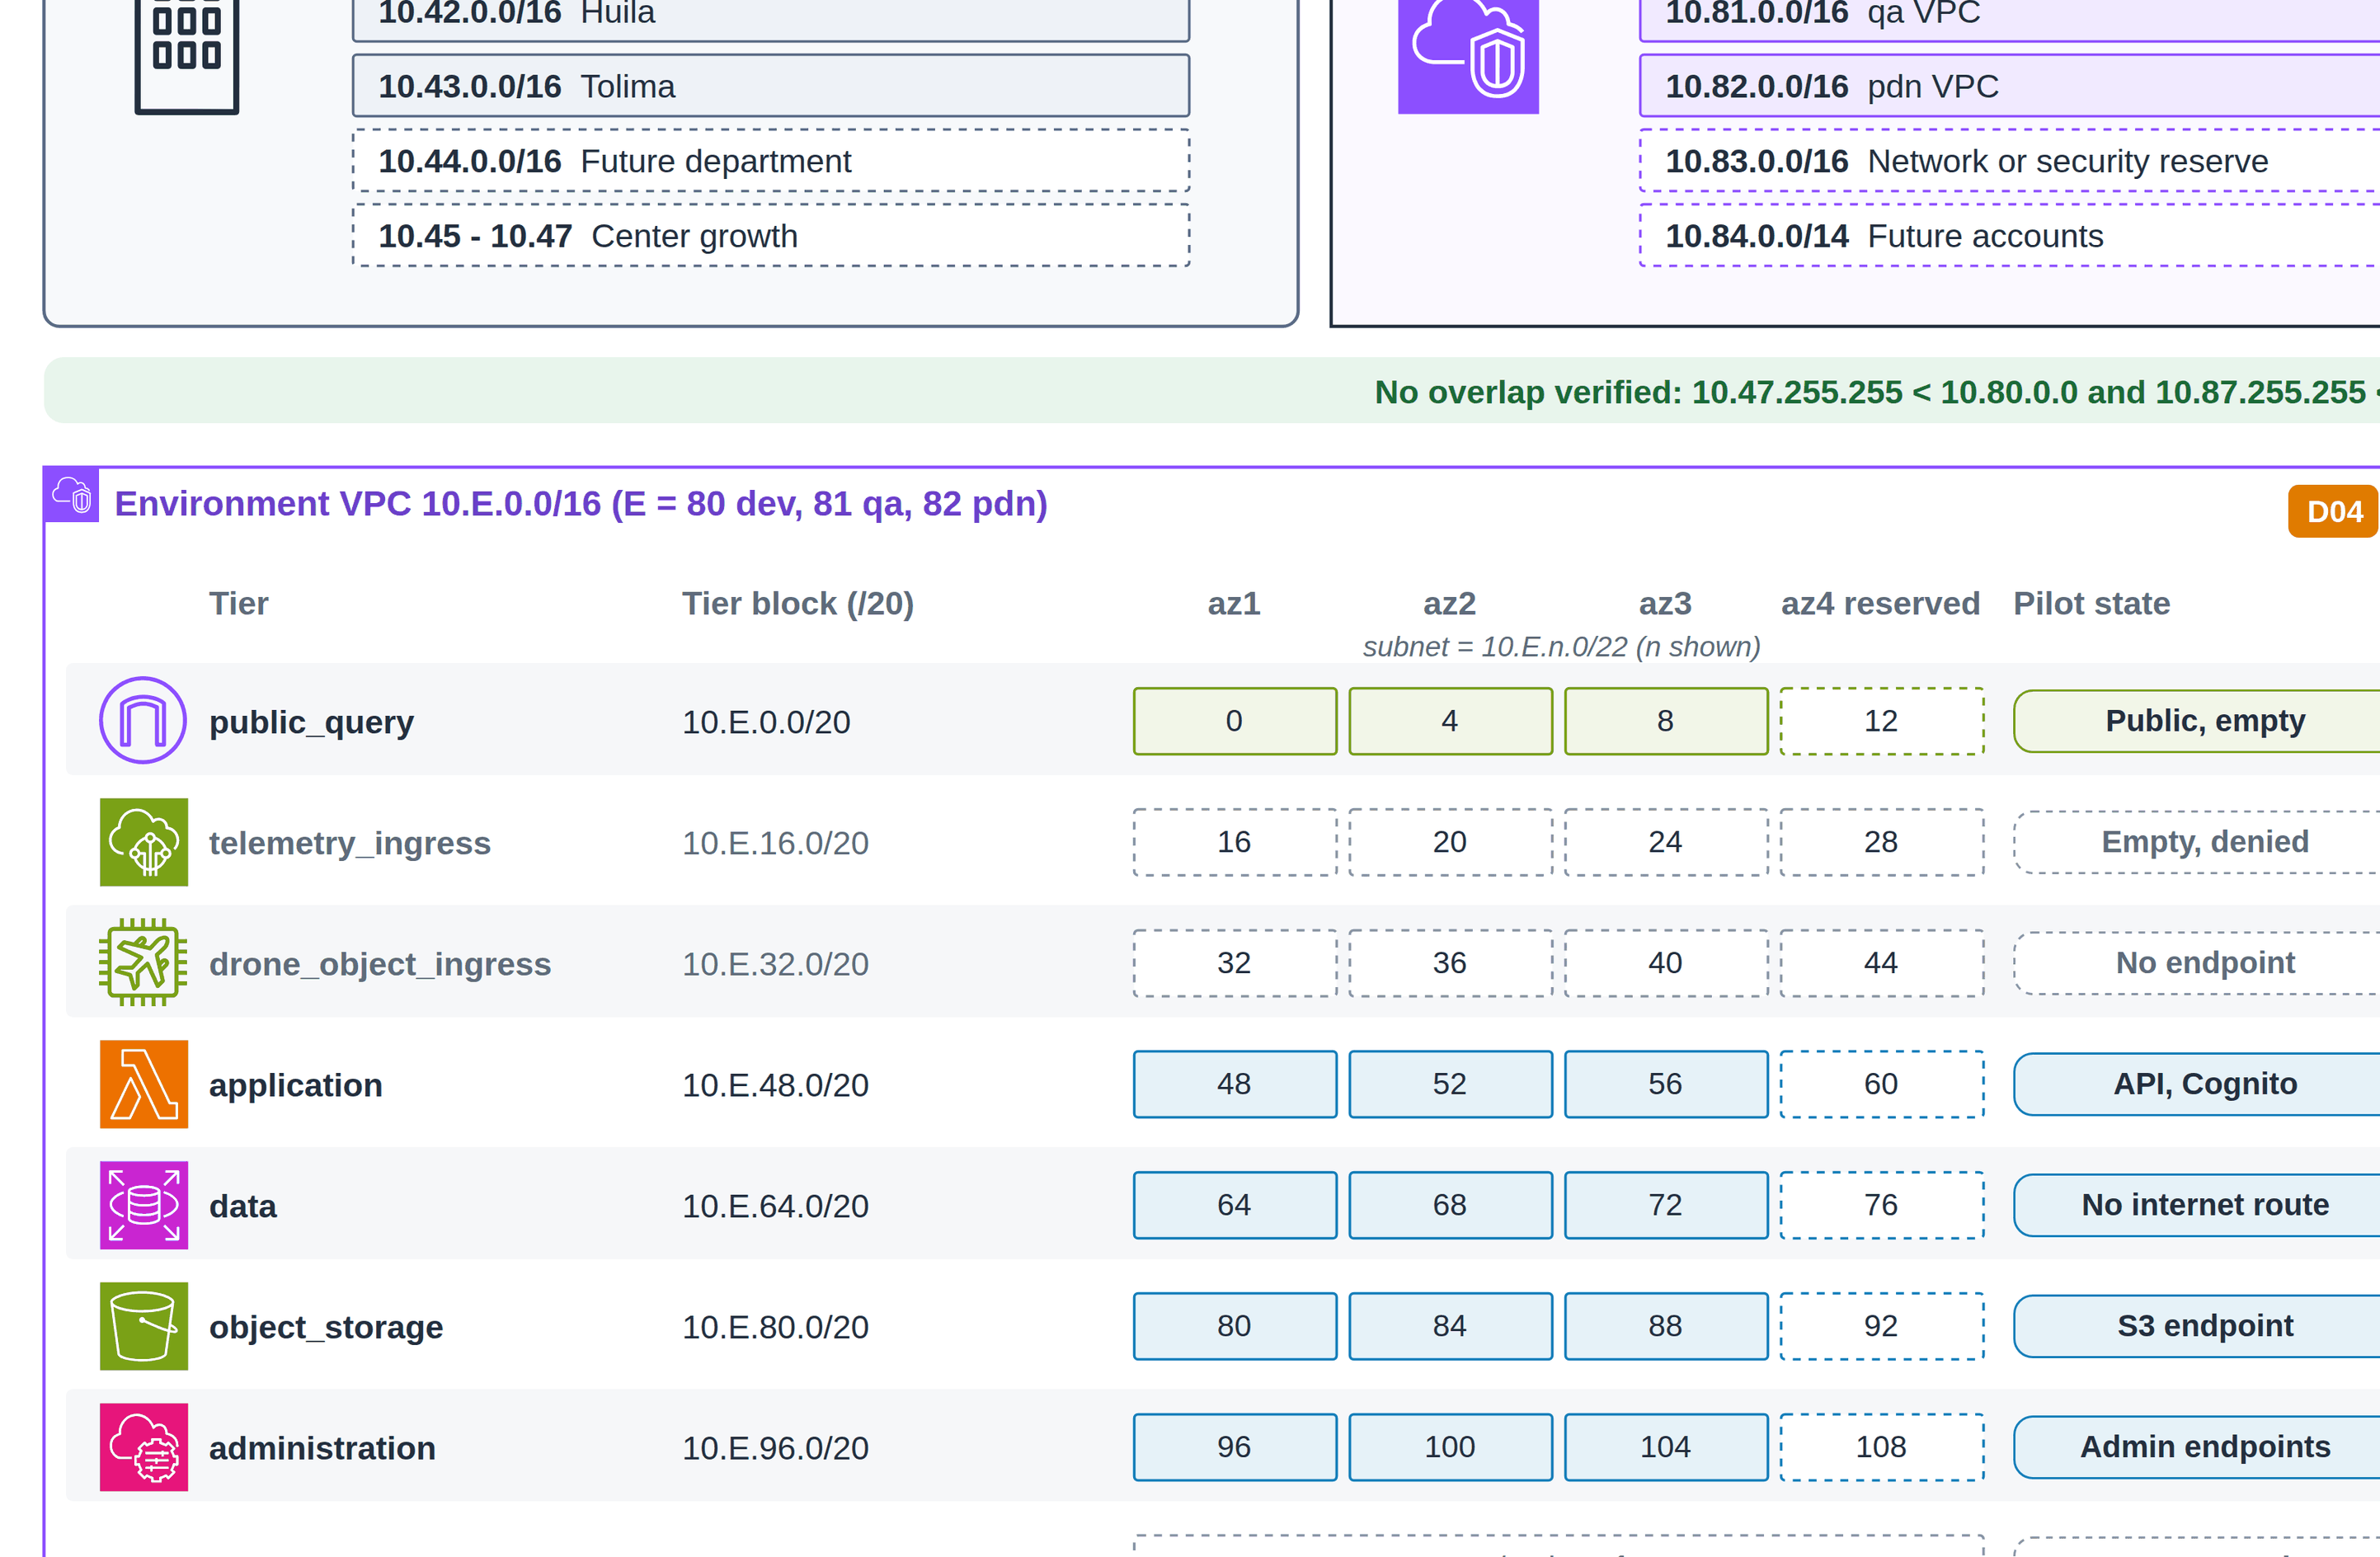 10.42.0.0/16 Huila
10.81.0.0/16 qa VPC
10.43.0.0/16 Tolima
10.82.0.0/16 pdn VPC
10.44.0.0/16 Future department
10.83.0.0/16 Network or security reserve
10.45 - 10.47 Center growth
10.84.0.0/14 Future accounts
No overlap verified: 10.47.255.255 < 10.80.0.0 and 10.87.255.255 <
Environment VPC 10.E.0.0/16 (E = 80 dev, 81 qa, 82 pdn)
D04
Tier Tier block (/20) az1 az2 az3 az4 reserved Pilot state
subnet = 10.E.n.0/22 (n shown)
public_query 10.E.0.0/20 0 4 8 12 Public, empty
telemetry_ingress 10.E.16.0/20 16 20 24 28 Empty, denied
drone_object_ingress 10.E.32.0/20 32 36 40 44 No endpoint
application 10.E.48.0/20 48 52 56 60 API, Cognito
data 10.E.64.0/20 64 68 72 76 No internet route
object_storage 10.E.80.0/20 80 84 88 92 S3 endpoint
administration 10.E.96.0/20 96 100 104 108 Admin endpoints